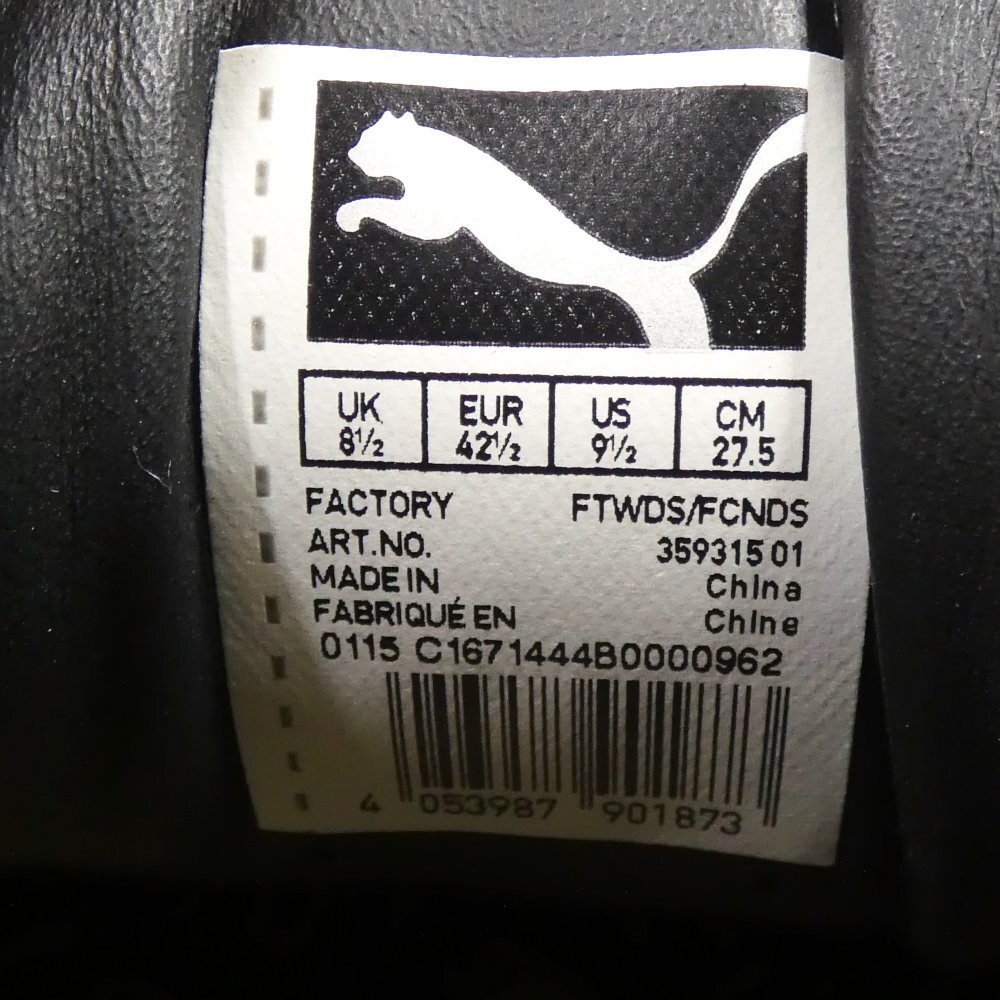 UK EUR US CM
8½ 42½ 9½ 27.5
FACTORY FTWDS/FCNDS
ART.NO. 359315 01
MADE IN China
FABRIQUÉ EN Chine
0115 C1671444B0000962
4 053987 901873